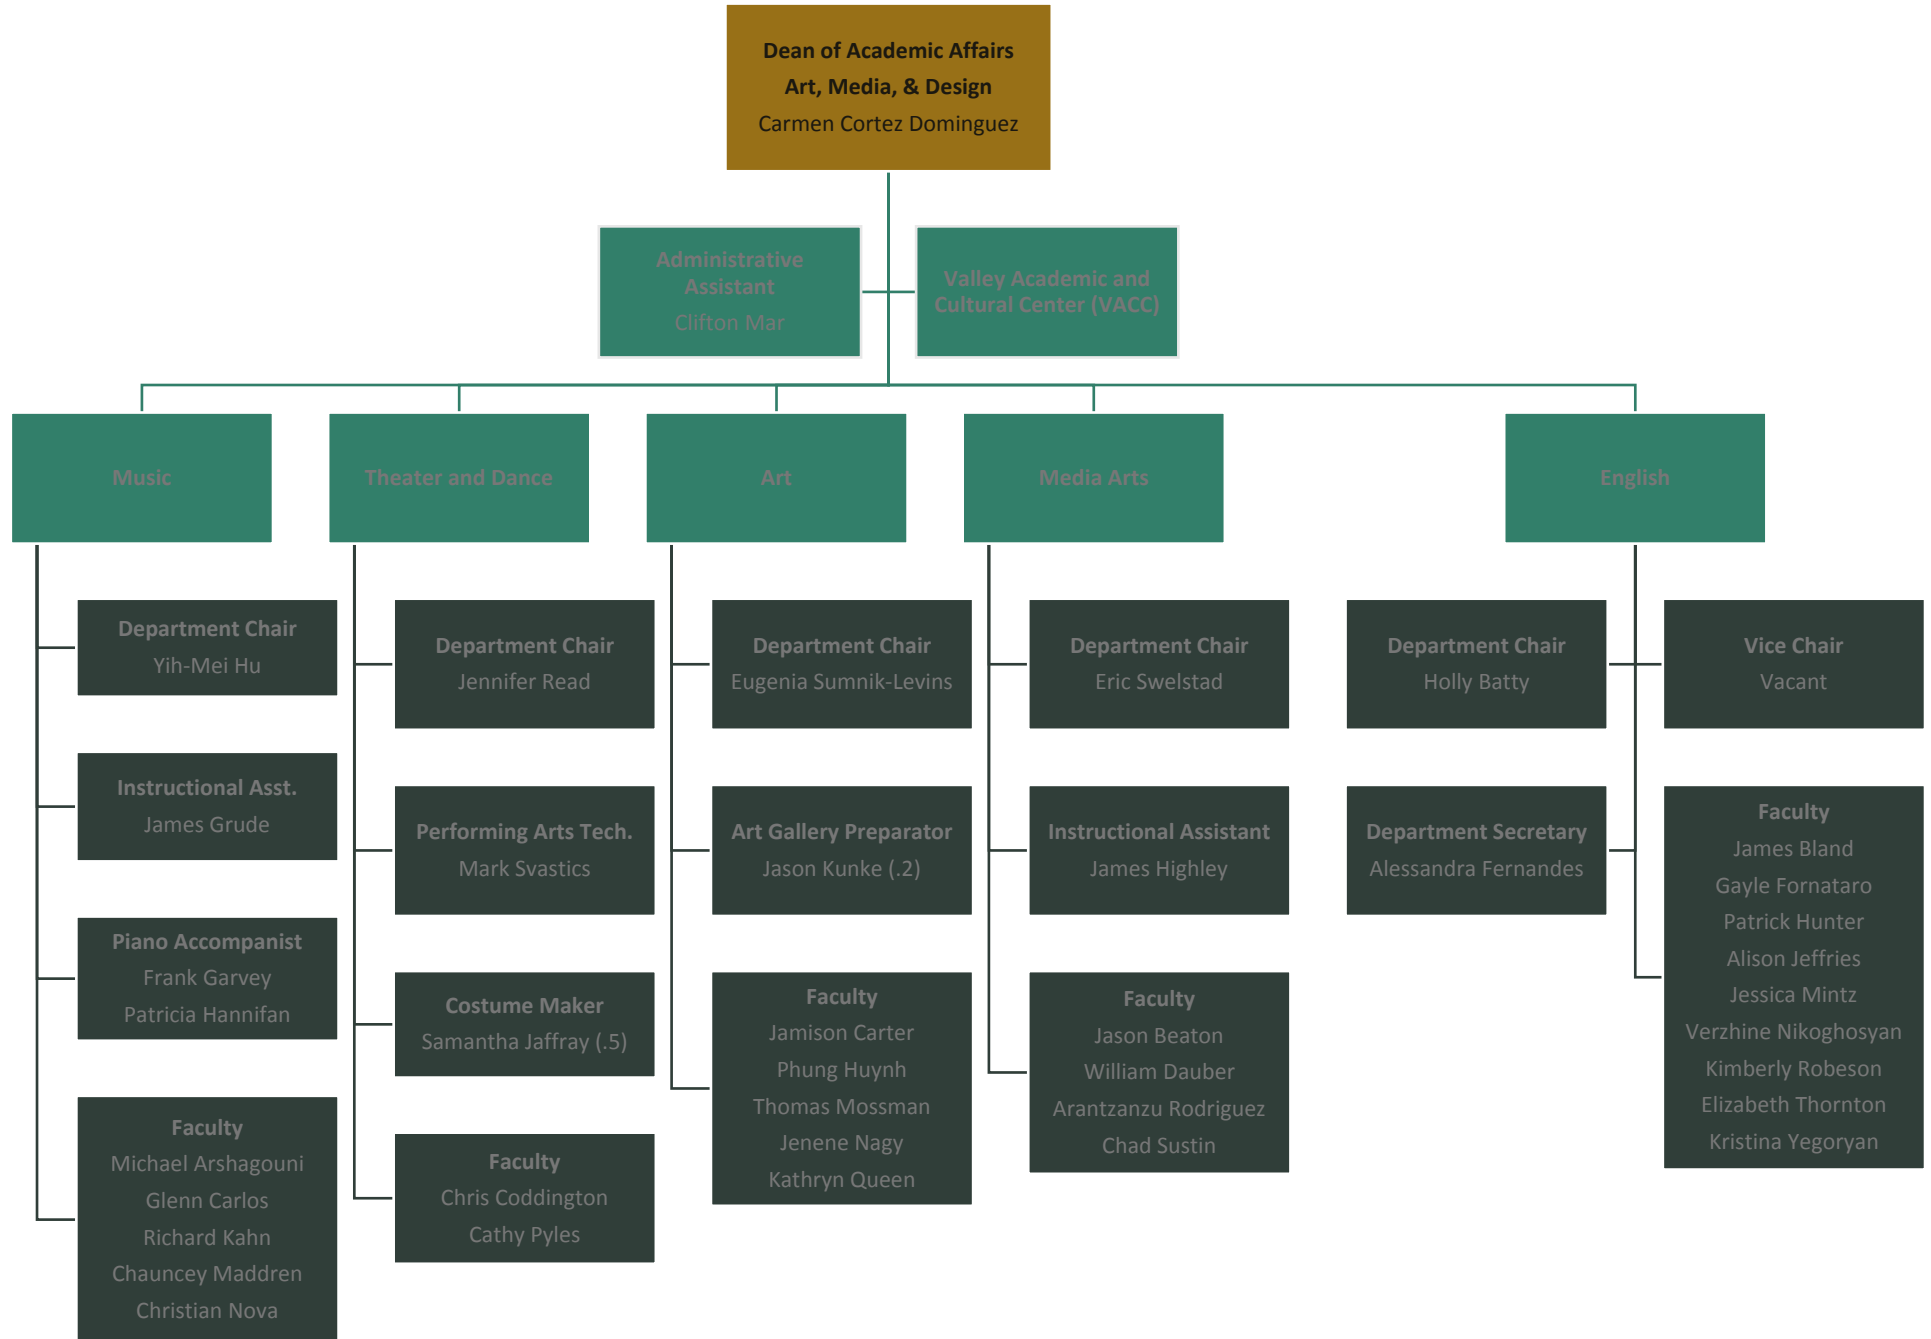 Dean of Academic Affairs
Art, Media, & Design
Carmen Cortez Dominguez
Administrative
Assistant
Clifton Mar
Valley Academic and
Cultural Center (VACC)
Music
Theater and Dance
Art
Media Arts
English
Department Chair
Yih-Mei Hu
Instructional Asst.
James Grude
Piano Accompanist
Frank Garvey
Patricia Hannifan
Faculty
Michael Arshagouni
Glenn Carlos
Richard Kahn
Chauncey Maddren
Christian Nova
Department Chair
Jennifer Read
Performing Arts Tech.
Mark Svastics
Costume Maker
Samantha Jaffray (.5)
Faculty
Chris Coddington
Cathy Pyles
Department Chair
Eugenia Sumnik-Levins
Art Gallery Preparator
Jason Kunke (.2)
Faculty
Jamison Carter
Phung Huynh
Thomas Mossman
Jenene Nagy
Kathryn Queen
Department Chair
Eric Swelstad
Instructional Assistant
James Highley
Faculty
Jason Beaton
William Dauber
Arantzanzu Rodriguez
Chad Sustin
Department Chair
Holly Batty
Vice Chair
Vacant
Department Secretary
Alessandra Fernandes
Faculty
James Bland
Gayle Fornataro
Patrick Hunter
Alison Jeffries
Jessica Mintz
Verzhine Nikoghosyan
Kimberly Robeson
Elizabeth Thornton
Kristina Yegoryan